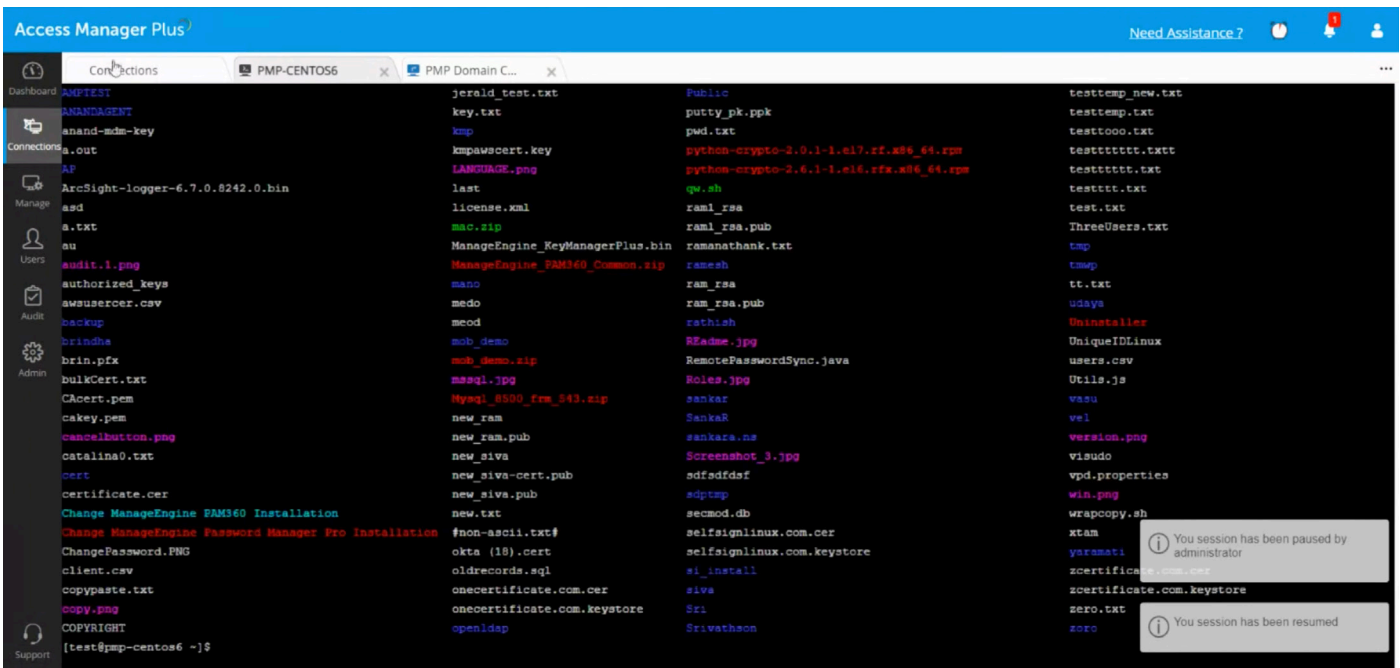 Access Manager Plus
Need Assistance ?
1
Connections
PMP-CENTOS6
PMP Domain C...
Dashboard
Connections
Manage
Users
Audit
Admin
Support
AMPTEST jerald_test.txt Public testtemp_new.txt
ANANDAGENT key.txt putty_pk.ppk testtemp.txt
anand-mdm-key kmp pwd.txt testtooo.txt
a.out kmpawscert.key python-crypto-2.0.1-1.el7.rf.x86_64.rpm testttttttt.txtt
AP LANGUAGE.png python-crypto-2.6.1-1.el6.rfx.x86_64.rpm testttttt.txt
ArcSight-logger-6.7.0.8242.0.bin last qw.sh testttt.txt
asd license.xml raml_rsa test.txt
a.txt mac.zip raml_rsa.pub ThreeUsers.txt
au ManageEngine_KeyManagerPlus.bin ramanathank.txt tmp
audit.1.png ManageEngine_PAM360_Common.zip ramesh tmwp
authorized_keys mano ram_rsa tt.txt
awsusercer.csv medo ram_rsa.pub udaya
backup meod rathish Uninstaller
brindha mob_demo REadme.jpg UniqueIDLinux
brin.pfx mob_demo.zip RemotePasswordSync.java users.csv
bulkCert.txt mssql.jpg Roles.jpg Utils.js
CAcert.pem Mysql_8500_frm_543.zip sankar vasu
cakey.pem new_ram SankaR vel
cancelbutton.png new_ram.pub sankara.ns version.png
catalina0.txt new_siva Screenshot_3.jpg visudo
cert new_siva-cert.pub sdfsdfdsf vpd.properties
certificate.cer new_siva.pub sdptmp win.png
Change ManageEngine PAM360 Installation new.txt secmod.db wrapcopy.sh
Change ManageEngine Password Manager Pro Installation #non-ascii.txt# selfsignlinux.com.cer xtam
ChangePassword.PNG okta (18).cert selfsignlinux.com.keystore yaramati
client.csv oldrecords.sql si_install zcertificate.com.cer
copypaste.txt onecertificate.com.cer siva zcertificate.com.keystore
copy.png onecertificate.com.keystore Sri zero.txt
COPYRIGHT openldap Srivathson zoro
[test@pmp-centos6 ~]$
You session has been paused by
administrator
You session has been resumed